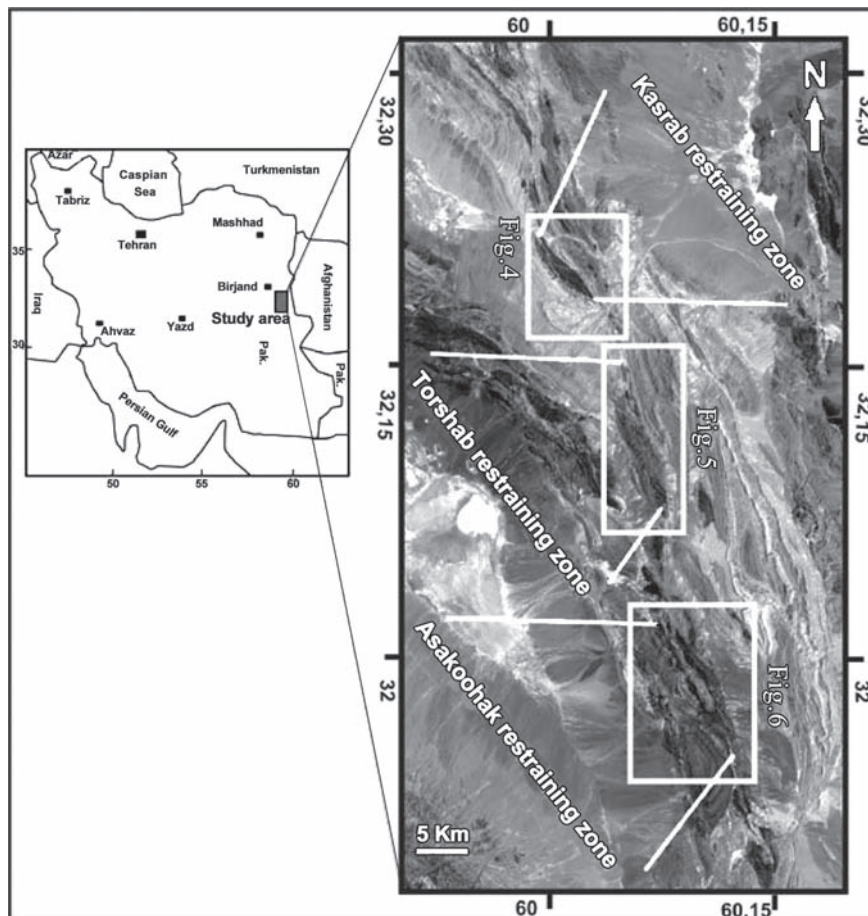 Azar
Caspian
Sea
Turkmenistan
Tabriz
Mashhad
Tehran
35
Birjand
Afghanistan
Iraq
Study area
Yazd
Ahvaz
30
Pak.
Pak.
Persian Gulf
50
55
60
60
60,15
32,30
32,30
N
Kasrab restraining zone
Fig.4
32,15
32,15
Torshab restraining zone
Fig.5
Asakoohak restraining zone
32
32
Fig.6
5 Km
60
60,15